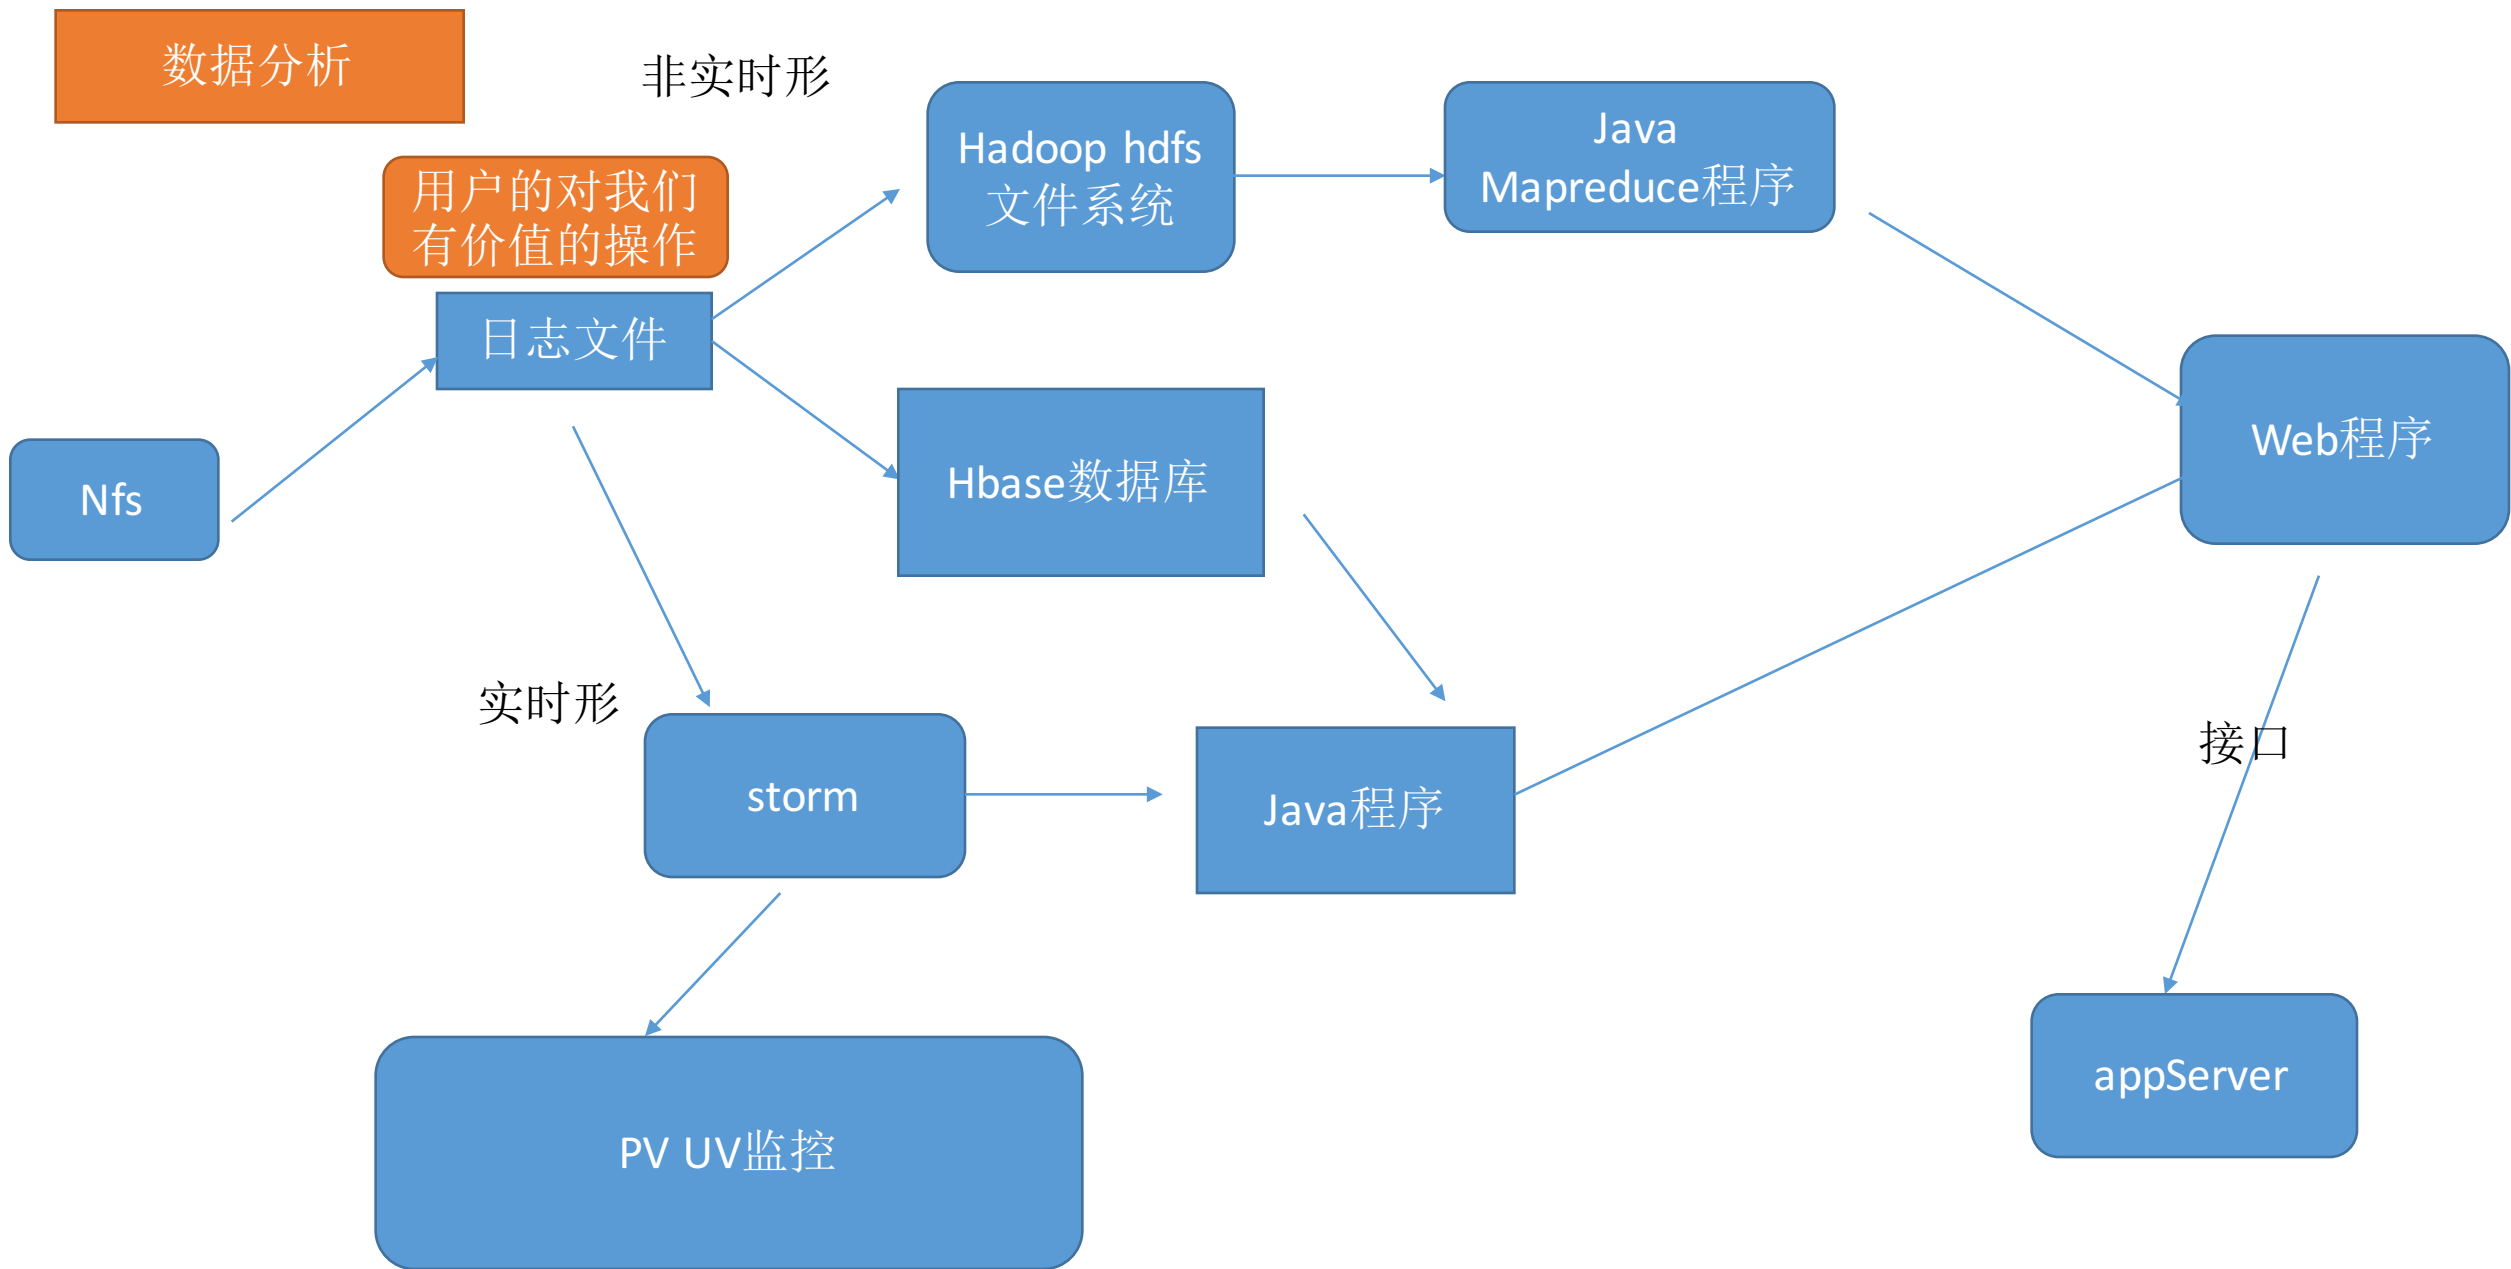 数据分析
非实时形
Hadoop hdfs
文件系统
Java
Mapreduce程序
用户的对接们
有价值的操作
日志文件
Web程序
Nfs
Hbase数据库
实时形
接口
storm
Java程序
appServer
PV UV监控